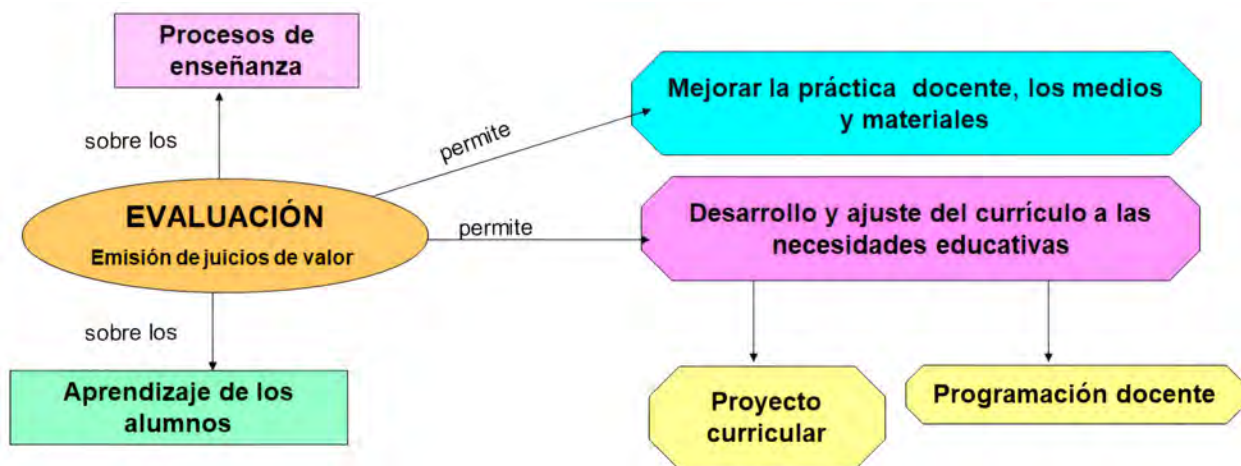 Procesos de
enseñanza
sobre los
permite
Mejorar la práctica docente, los medios
y materiales
EVALUACIÓN
Emisión de juicios de valor
permite
Desarrollo y ajuste del currículo a las
necesidades educativas
sobre los
Aprendizaje de los
alumnos
Proyecto
curricular
Programación docente